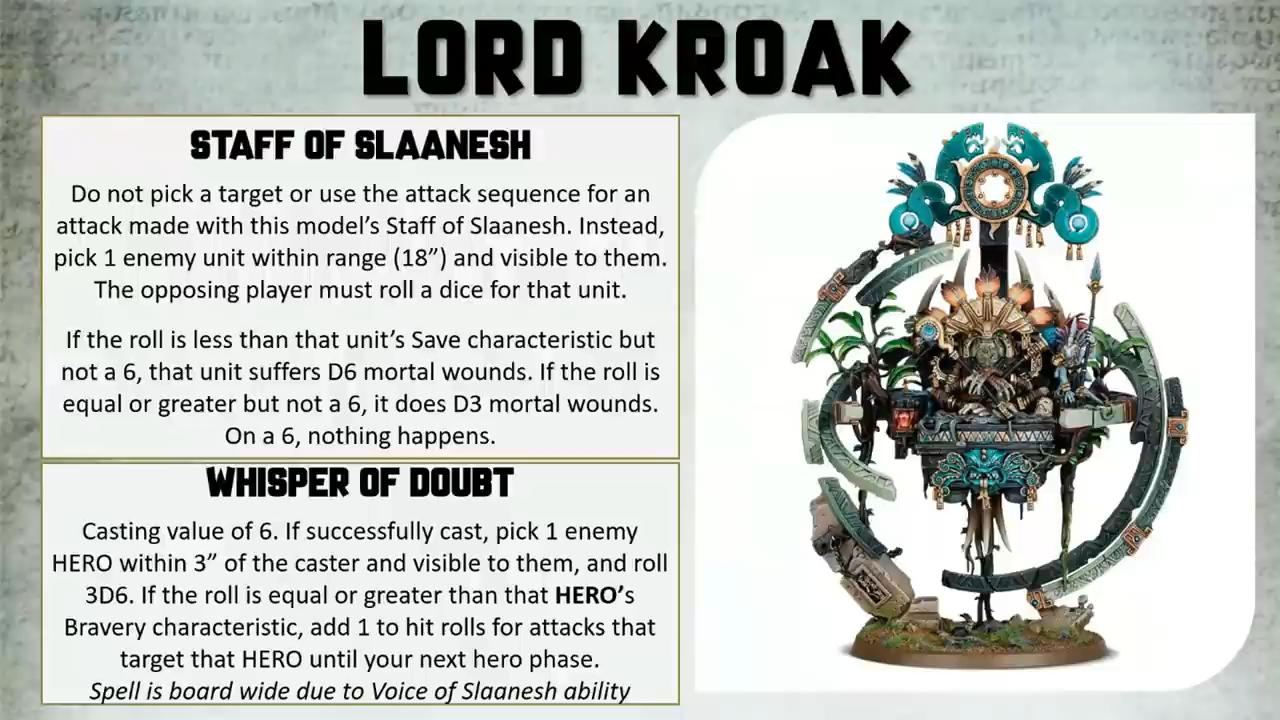 LORD KROAK
STAFF OF SLAANESH
Do not pick a target or use the attack sequence for an
attack made with this model's Staff of Slaanesh. Instead,
pick 1 enemy unit within range (18”) and visible to them.
The opposing player must roll a dice for that unit.
If the roll is less than that unit's Save characteristic but
not a 6, that unit suffers D6 mortal wounds. If the roll is
equal or greater but not a 6, it does D3 mortal wounds.
On a 6, nothing happens.
WHISPER OF DOUBT
Casting value of 6. If successfully cast, pick 1 enemy
HERO within 3” of the caster and visible to them, and roll
3D6. If the roll is equal or greater than that HERO's
Bravery characteristic, add 1 to hit rolls for attacks that
target that HERO until your next hero phase.
Spell is board wide due to Voice of Slaanesh ability